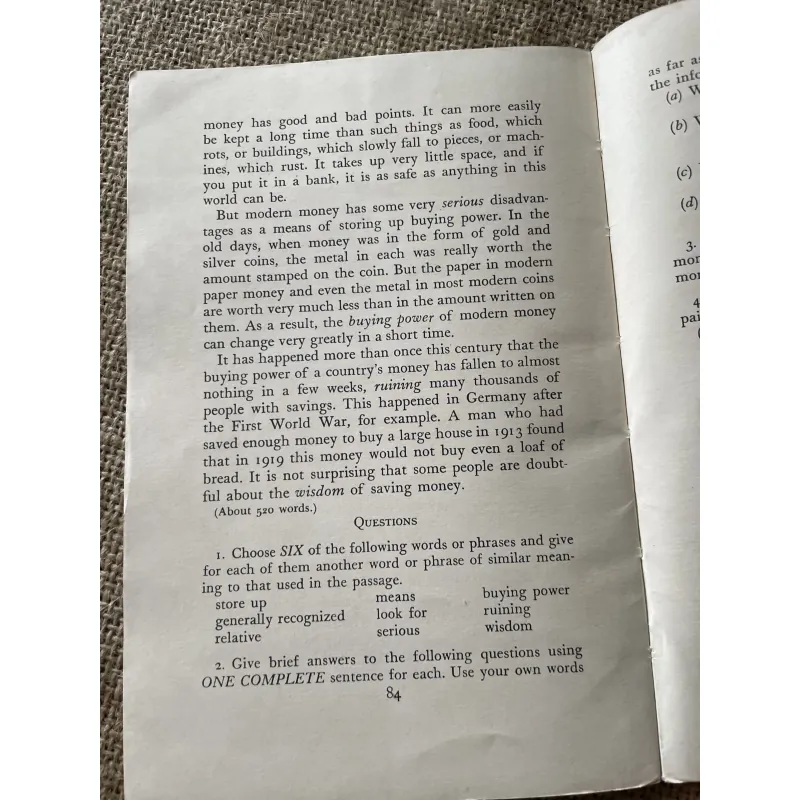 money has good and bad points. It can more easily
be kept a long time than such things as food, which
rots, or buildings, which slowly fall to pieces, or mach-
ines, which rust. It takes up very little space, and if
you put it in a bank, it is as safe as anything in this
world can be.
But modern money has some very serious disadvan-
tages as a means of storing up buying power. In the
old days, when money was in the form of gold and
silver coins, the metal in each was really worth the
amount stamped on the coin. But the paper in modern
paper money and even the metal in most modern coins
are worth very much less than in the amount written on
them. As a result, the buying power of modern money
can change very greatly in a short time.
It has happened more than once this century that the
buying power of a country's money has fallen to almost
nothing in a few weeks, ruining many thousands of
people with savings. This happened in Germany after
the First World War, for example. A man who had
saved enough money to buy a large house in 1913 found
that in 1919 this money would not buy even a loaf of
bread. It is not surprising that some people are doubt-
ful about the wisdom of saving money.
(About 520 words.)
QUESTIONS
1. Choose SIX of the following words or phrases and give
for each of them another word or phrase of similar mean-
ing to that used in the passage.
store up means buying power
generally recognized look for ruining
relative serious wisdom
2. Give brief answers to the following questions using
ONE COMPLETE sentence for each. Use your own words
84
as far as
the info
(a) W
(b)
(c)
(d)
3.
mor
mor
4
pai
(